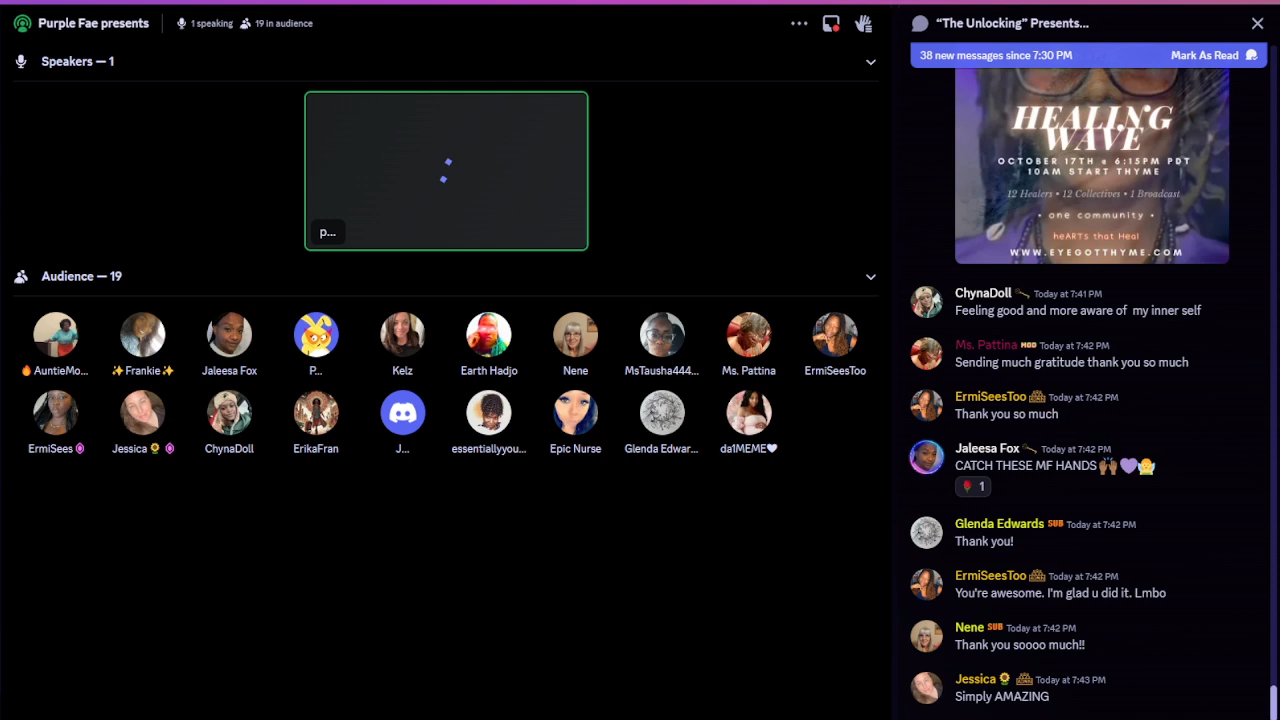 Purple Fae presents
1 speaking
19 in audience
Speakers — 1
p...
Audience — 19
AuntieMo...
Frankie
Jaleesa Fox
P...
Kelz
Earth Hadjo
Nene
MsTausha444...
Ms. Pattina
ErmiSeesToo
ErmiSees
Jessica
ChynaDoll
ErikaFran
J...
essentiallyyou...
Epic Nurse
Glenda Edwar...
da1MEME
“The Unlocking” Presents...
38 new messages since 7:30 PM
Mark As Read
HEALING
WAVE
OCTOBER 17TH @ 6:15PM PDT
10AM START THYME
12 Healers • 12 Collectives • 1 Broadcast
• one community •
heARTs that Heal
WWW.EYEGOTTHYME.COM
ChynaDoll Today at 7:41 PM
Feeling good and more aware of my inner self
Ms. Pattina MOD Today at 7:42 PM
Sending much gratitude thank you so much
ErmiSeesToo Today at 7:42 PM
Thank you so much
Jaleesa Fox Today at 7:42 PM
CATCH THESE MF HANDS🙌🏾💜🧝
🌹 1
Glenda Edwards SUB Today at 7:42 PM
Thank you!
ErmiSeesToo Today at 7:42 PM
You're awesome. I'm glad u did it. Lmbo
Nene SUB Today at 7:42 PM
Thank you soooo much!!
Jessica 🌻 Today at 7:43 PM
Simply AMAZING